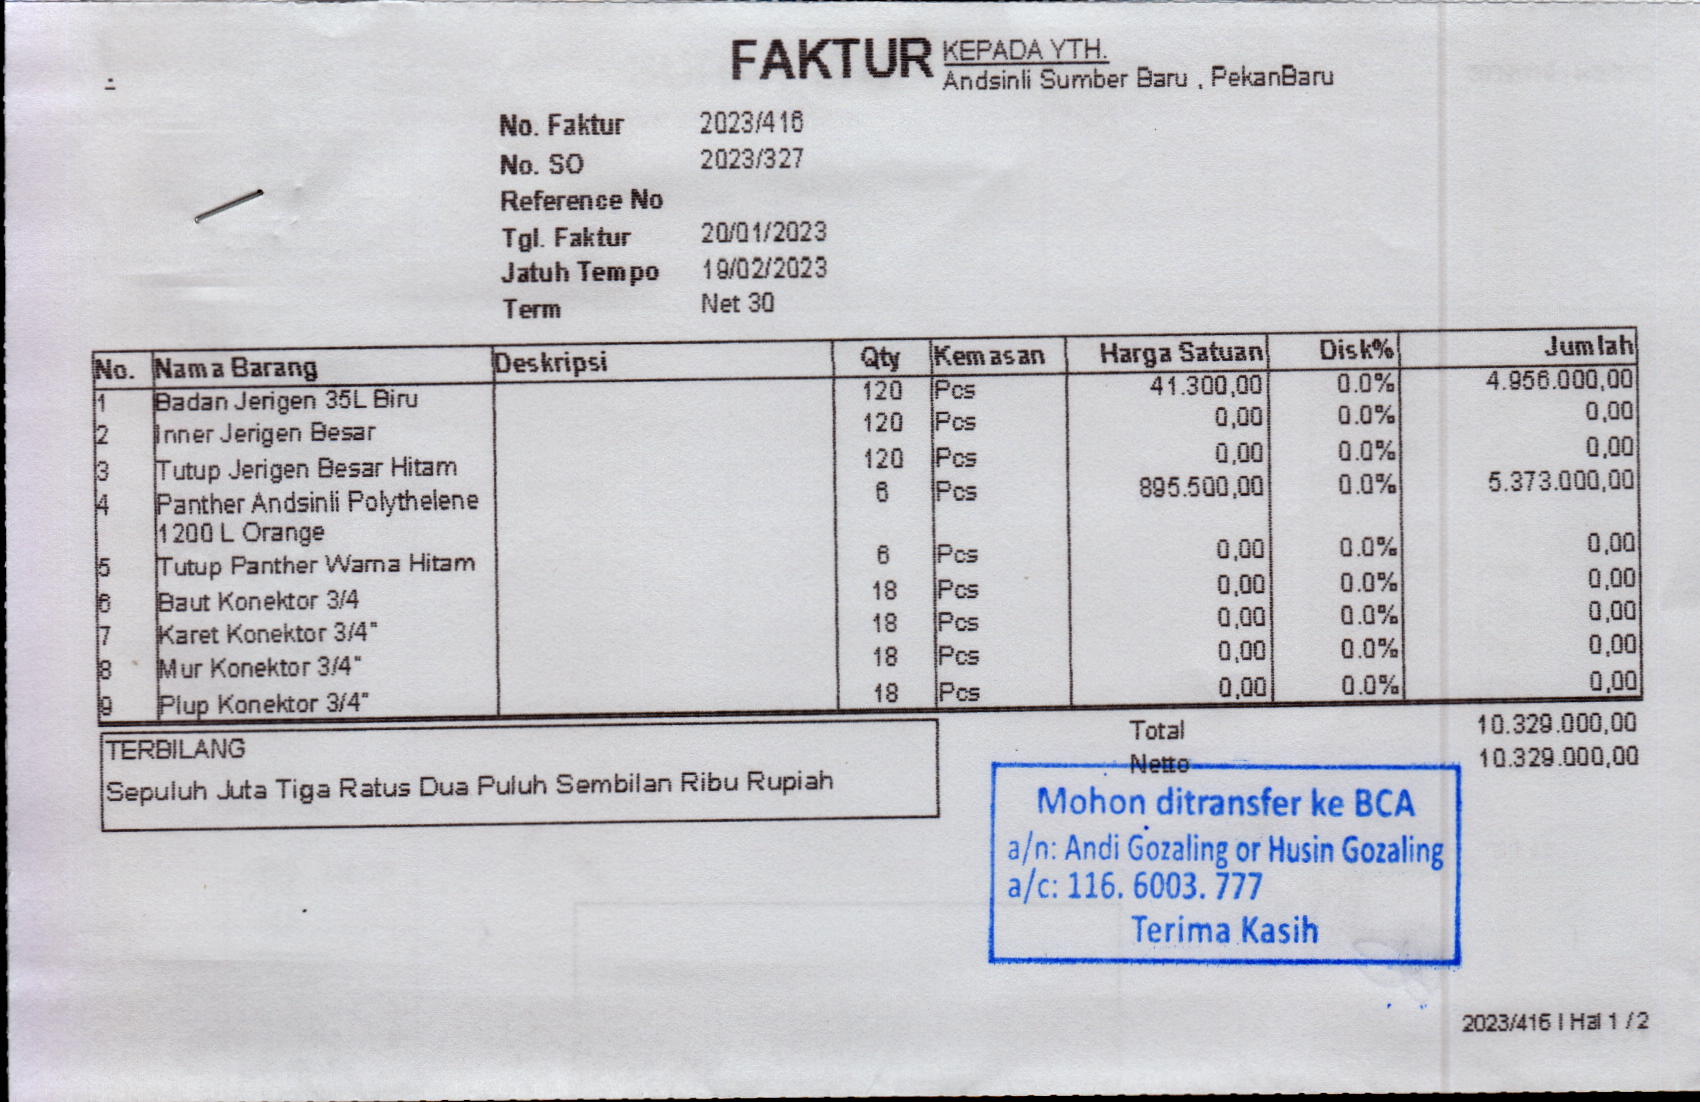 FAKTUR KEPADA YTH.
Andsinli Sumber Baru , PekanBaru
No. Faktur 2023/416
No. SO 2023/327
Reference No
Tgl. Faktur 20/01/2023
Jatuh Tempo 19/02/2023
Term Net 30
No. Nama Barang Deskripsi Qty Kemasan Harga Satuan Disk% Jumlah
1 Badan Jerigen 35L Biru 120 Pcs 41.300,00 0.0% 4.956.000,00
2 Inner Jerigen Besar 120 Pcs 0,00 0.0% 0,00
3 Tutup Jerigen Besar Hitam 120 Pcs 0,00 0.0% 0,00
4 Panther Andsinli Polythelene 6 Pcs 895.500,00 0.0% 5.373.000,00
1200 L Orange
5 Tutup Panther Warna Hitam 6 Pcs 0,00 0.0% 0,00
6 Baut Konektor 3/4 18 Pcs 0,00 0.0% 0,00
7 Karet Konektor 3/4" 18 Pcs 0,00 0.0% 0,00
8 Mur Konektor 3/4" 18 Pcs 0,00 0.0% 0,00
9 Plup Konektor 3/4" 18 Pcs 0,00 0.0% 0,00
TERBILANG
Sepuluh Juta Tiga Ratus Dua Puluh Sembilan Ribu Rupiah
Total 10.329.000,00
Netto 10.329.000,00
Mohon ditransfer ke BCA
a/n: Andi Gozaling or Husin Gozaling
a/c: 116. 6003. 777
Terima Kasih
2023/416 | Hal 1 / 2